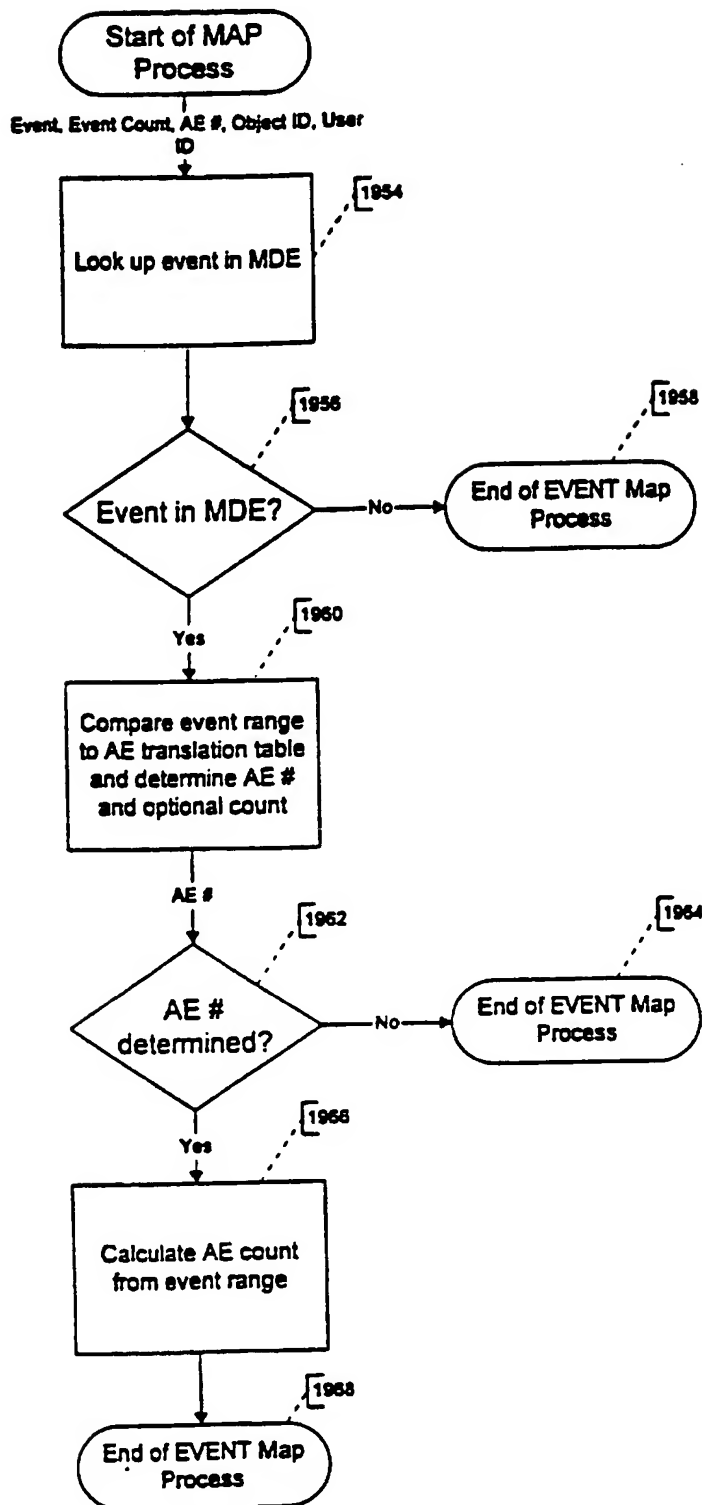 Start of MAP
Process
Event, Event Count, AE #, Object ID, User
ID
1954
Look up event in MDE
1956
1958
Event in MDE?
No
End of EVENT Map
Process
Yes
1960
Compare event range
to AE translation table
and determine AE #
and optional count
AE #
1962
1964
AE #
determined?
No
End of EVENT Map
Process
Yes
1966
Calculate AE count
from event range
1968
End of EVENT Map
Process